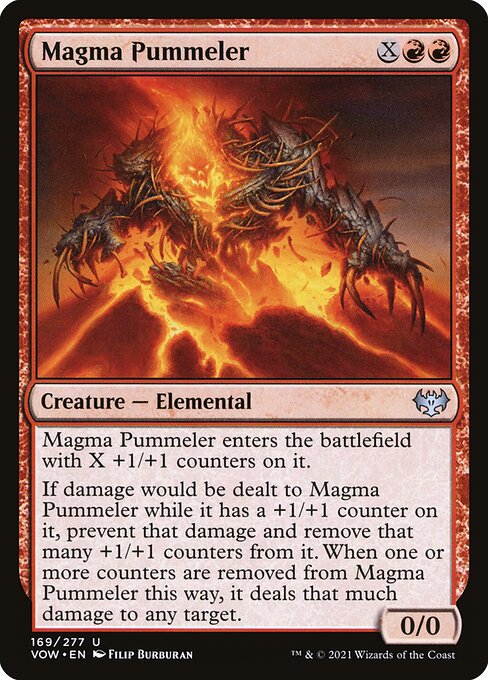 Magma Pummeler X
Creature — Elemental
Magma Pummeler enters the battlefield
with X +1/+1 counters on it.
If damage would be dealt to Magma
Pummeler while it has a +1/+1 counter on
it, prevent that damage and remove that
many +1/+1 counters from it. When one or
more counters are removed from Magma
Pummeler this way, it deals that much
damage to any target.
0/0
169/277 U
VOW • EN Filip Burburan
™ & © 2021 Wizards of the Coast